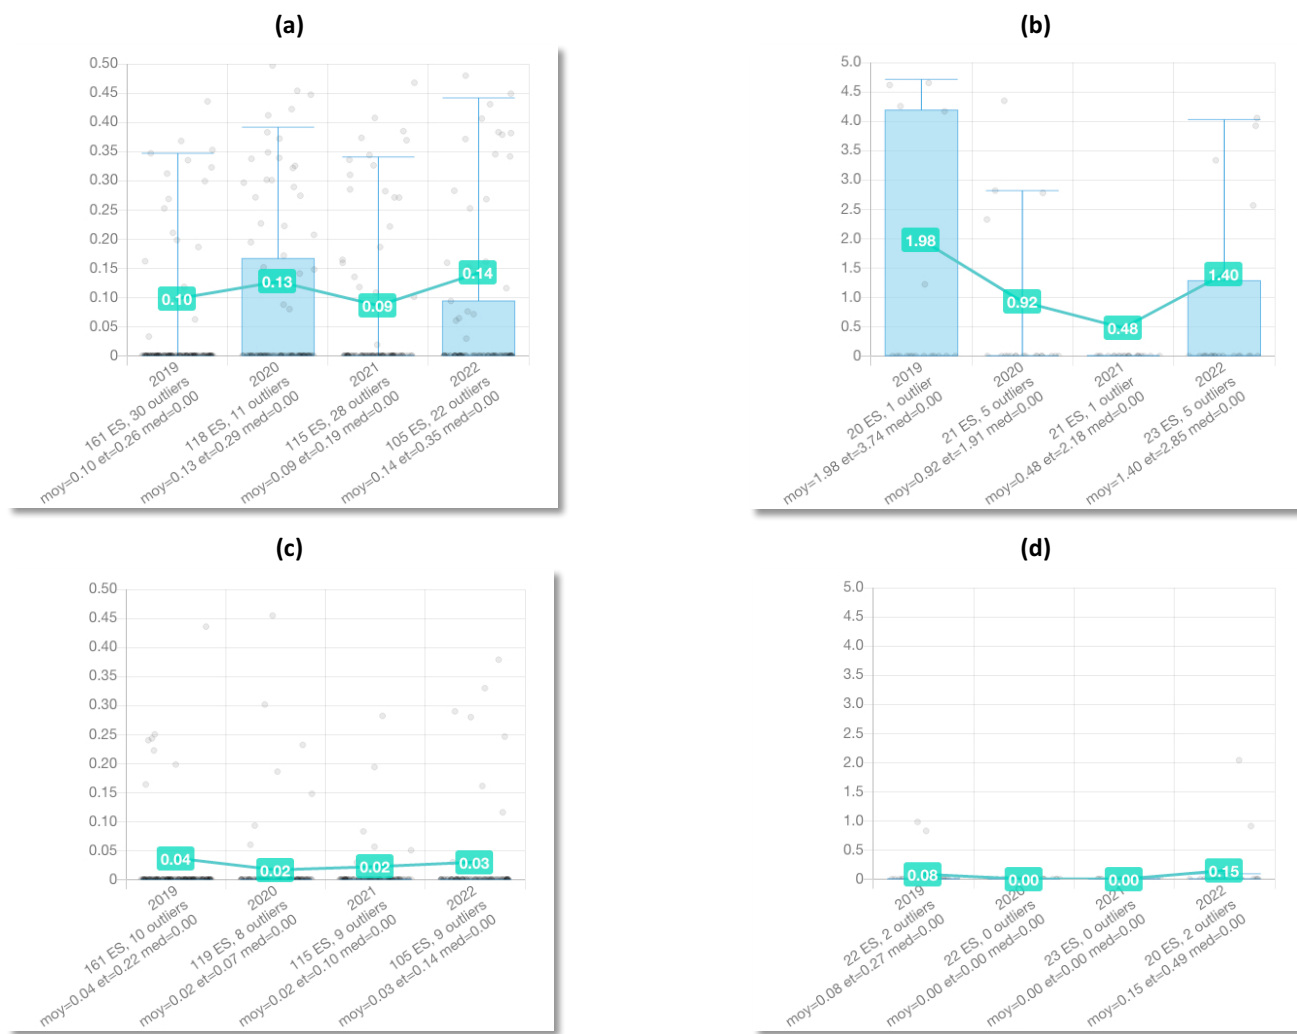 (a)
0.50
0.45
0.40
0.35
0.30
0.25
0.20
0.15
0.10
0.05
0
0.10
0.13
0.09
0.14
2019
161 ES, 30 outliers
moy=0.10 et=0.26 med=0.00
2020
118 ES, 11 outliers
moy=0.13 et=0.29 med=0.00
2021
115 ES, 28 outliers
moy=0.09 et=0.19 med=0.00
2022
105 ES, 22 outliers
moy=0.14 et=0.35 med=0.00
(b)
5.0
4.5
4.0
3.5
3.0
2.5
2.0
1.5
1.0
0.5
0
1.98
0.92
0.48
1.40
2019
20 ES, 1 outlier
moy=1.98 et=3.74 med=0.00
2020
21 ES, 5 outliers
moy=0.92 et=1.91 med=0.00
2021
21 ES, 1 outlier
moy=0.48 et=2.18 med=0.00
2022
23 ES, 5 outliers
moy=1.40 et=2.85 med=0.00
(c)
0.50
0.45
0.40
0.35
0.30
0.25
0.20
0.15
0.10
0.05
0
0.04
0.02
0.02
0.03
2019
161 ES, 10 outliers
moy=0.04 et=0.22 med=0.00
2020
119 ES, 8 outliers
moy=0.02 et=0.07 med=0.00
2021
115 ES, 9 outliers
moy=0.02 et=0.10 med=0.00
2022
105 ES, 9 outliers
moy=0.03 et=0.14 med=0.00
(d)
5.0
4.5
4.0
3.5
3.0
2.5
2.0
1.5
1.0
0.5
0
0.08
0.00
0.00
0.15
2019
22 ES, 2 outliers
moy=0.08 et=0.27 med=0.00
2020
22 ES, 0 outliers
moy=0.00 et=0.00 med=0.00
2021
23 ES, 0 outliers
moy=0.00 et=0.00 med=0.00
2022
20 ES, 2 outliers
moy=0.15 et=0.49 med=0.00